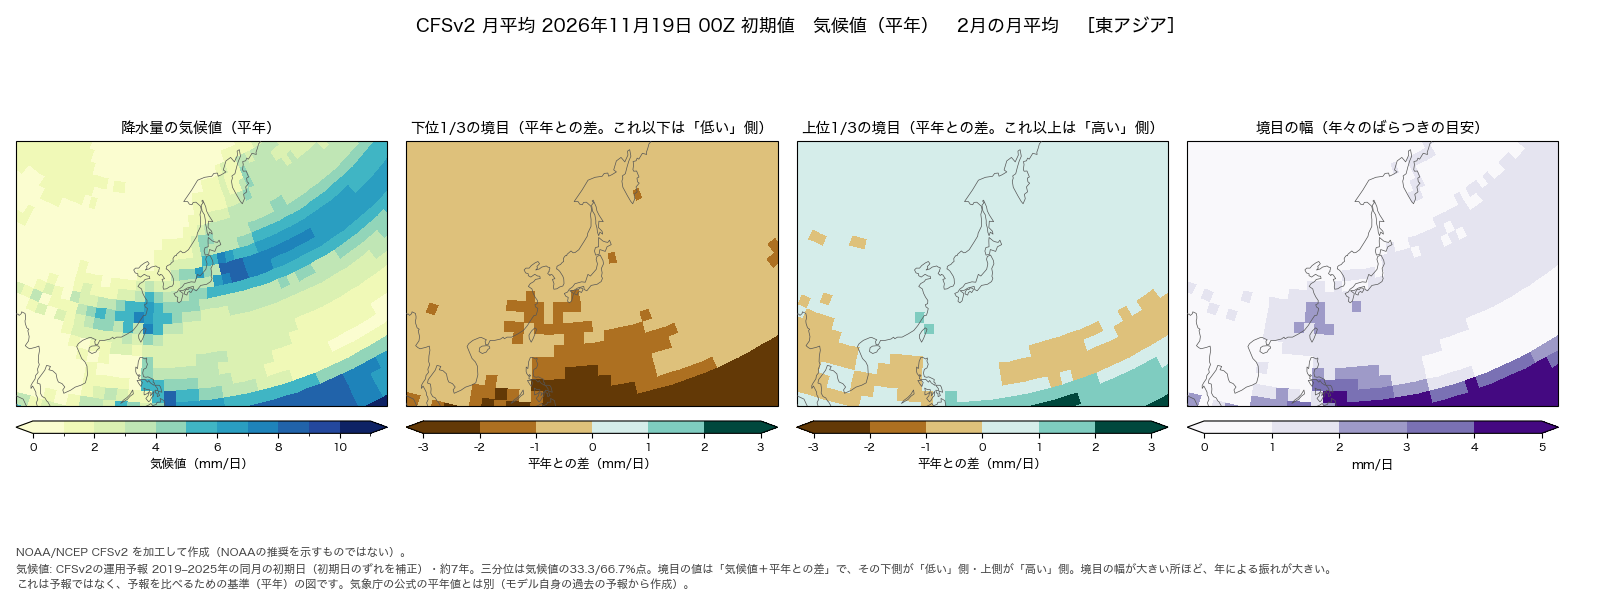 CFSv2 月平均 2026年11月19日 00Z 初期値　気候値（平年）　2月の月平均　［東アジア］
降水量の気候値（平年）
下位1/3の境目（平年との差。これ以下は「低い」側）
上位1/3の境目（平年との差。これ以上は「高い」側）
境目の幅（年々のばらつきの目安）
0 2 4 6 8 10
-3 -2 -1 0 1 2 3
-3 -2 -1 0 1 2 3
0 1 2 3 4 5
気候値（mm/日）
平年との差（mm/日）
平年との差（mm/日）
mm/日
NOAA/NCEP CFSv2 を加工して作成（NOAAの推奨を示すものではない）。
気候値: CFSv2の運用予報 2019–2025年の同月の初期日（初期日のずれを補正）・約7年。三分位は気候値の33.3/66.7%点。境目の値は「気候値＋平年との差」で、その下側が「低い」側・上側が「高い」側。境目の幅が大きい所ほど、年による振れが大きい。
これは予報ではなく、予報を比べるための基準（平年）の図です。気象庁の公式の平年値とは別（モデル自身の過去の予報から作成）。